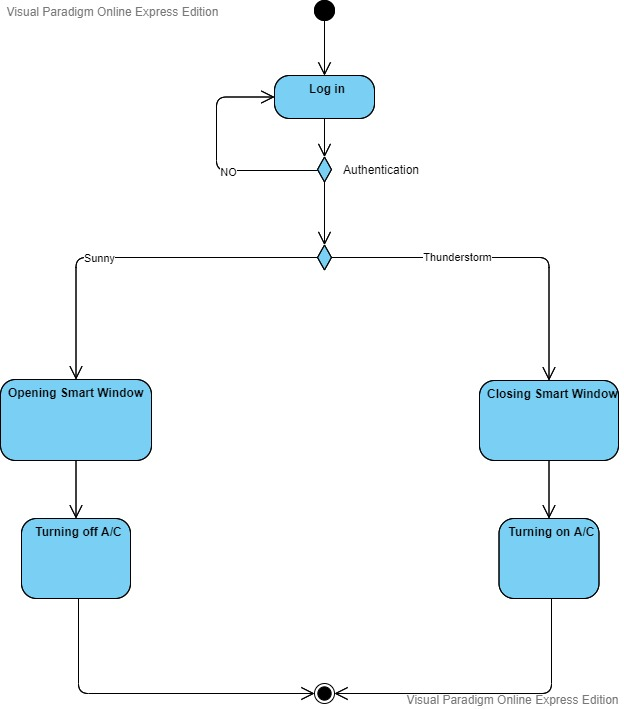 Visual Paradigm Online Express Edition
Log in
Authentication
NO
Sunny
Thunderstorm
Opening Smart Window
Closing Smart Window
Turning off A/C
Turning on A/C
Visual Paradigm Online Express Edition